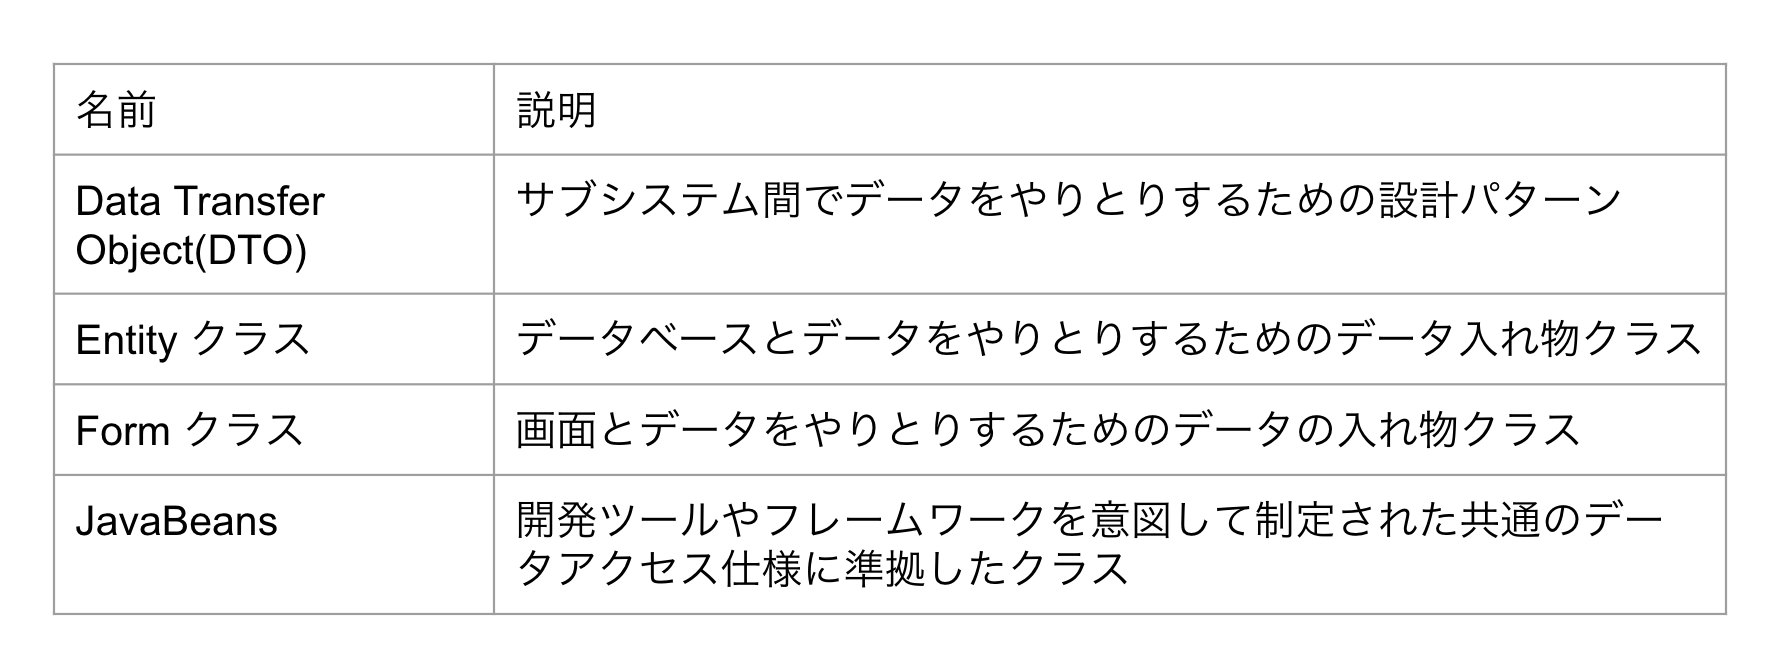 名前
説明
Data Transfer
Object(DTO)
サブシステム間でデータをやりとりするための設計パターン
Entity クラス
データベースとデータをやりとりするためのデータ入れ物クラス
Form クラス
画面とデータをやりとりするためのデータの入れ物クラス
JavaBeans
開発ツールやフレームワークを意図して制定された共通のデー
タアクセス仕様に準拠したクラス